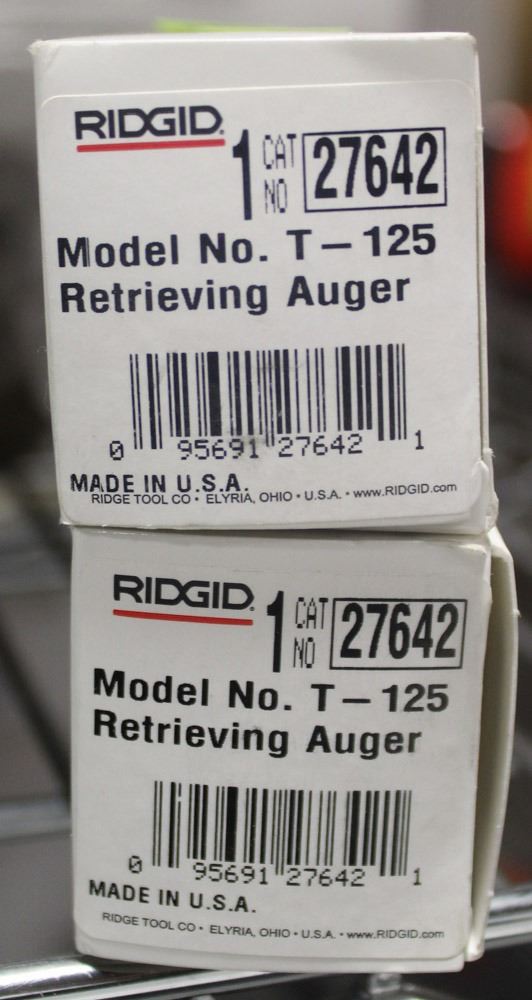 RIDGID.
1 CAT NO 27642
Model No. T-125
Retrieving Auger
0 95691 27642 1
MADE IN U.S.A.
RIDGE TOOL CO • ELYRIA, OHIO • U.S.A. • www.RIDGID.com
RIDGID.
1 CAT NO 27642
Model No. T-125
Retrieving Auger
0 95691 27642 1
MADE IN U.S.A.
RIDGE TOOL CO • ELYRIA, OHIO • U.S.A. • www.RIDGID.com